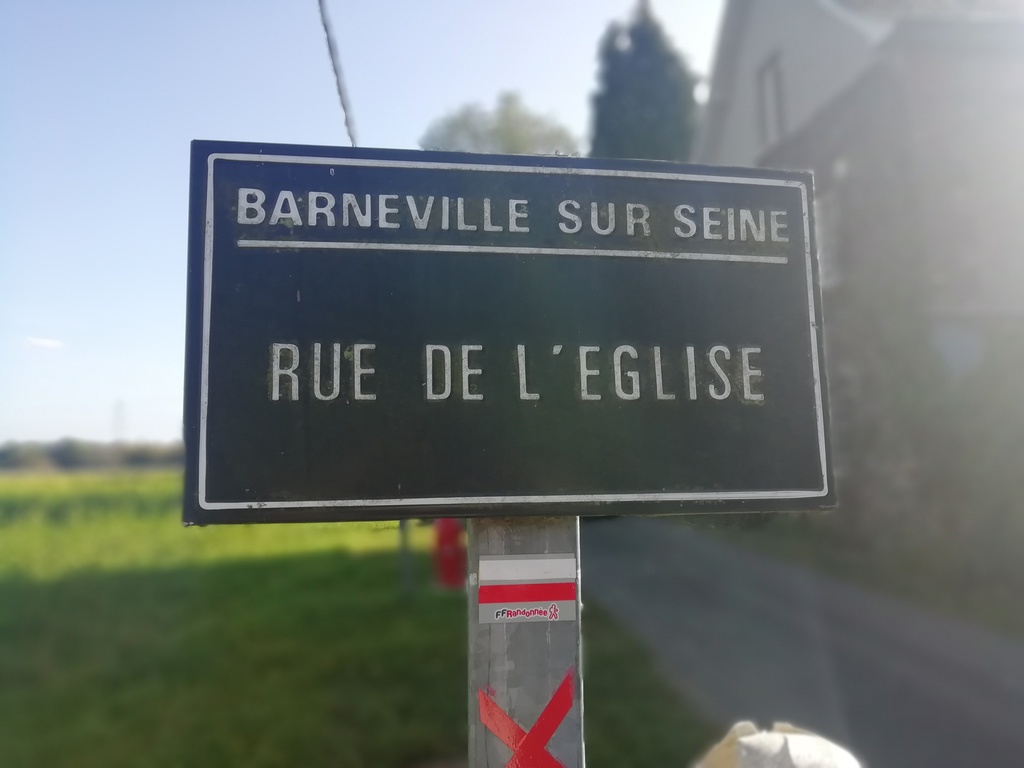 BARNEVILLE SUR SEINE
RUE DE L'EGLISE
FFRandonnée